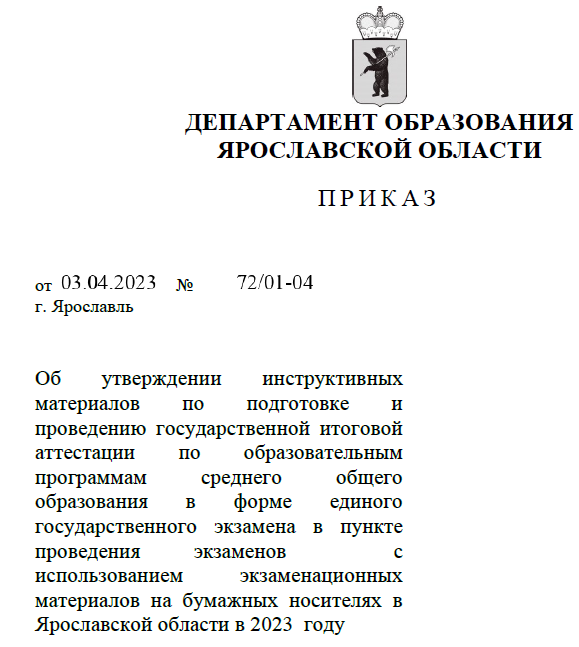 ДЕПАРТАМЕНТ ОБРАЗОВАНИЯ
ЯРОСЛАВСКОЙ ОБЛАСТИ
ПРИКАЗ
от 03.04.2023 № 72/01-04
г. Ярославль
Об утверждении инструктивных
материалов по подготовке и
проведению государственной итоговой
аттестации по образовательным
программам среднего общего
образования в форме единого
государственного экзамена в пункте
проведения экзаменов с
использованием экзаменационных
материалов на бумажных носителях в
Ярославской области в 2023 году